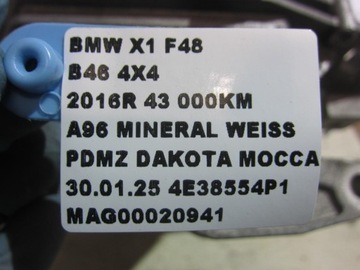 BMW X1 F48
B46 4X4
2016R 43 000KM
A96 MINERAL WEISS
PDMZ DAKOTA MOCCA
30.01.25 4E38554P1
MAG00020941